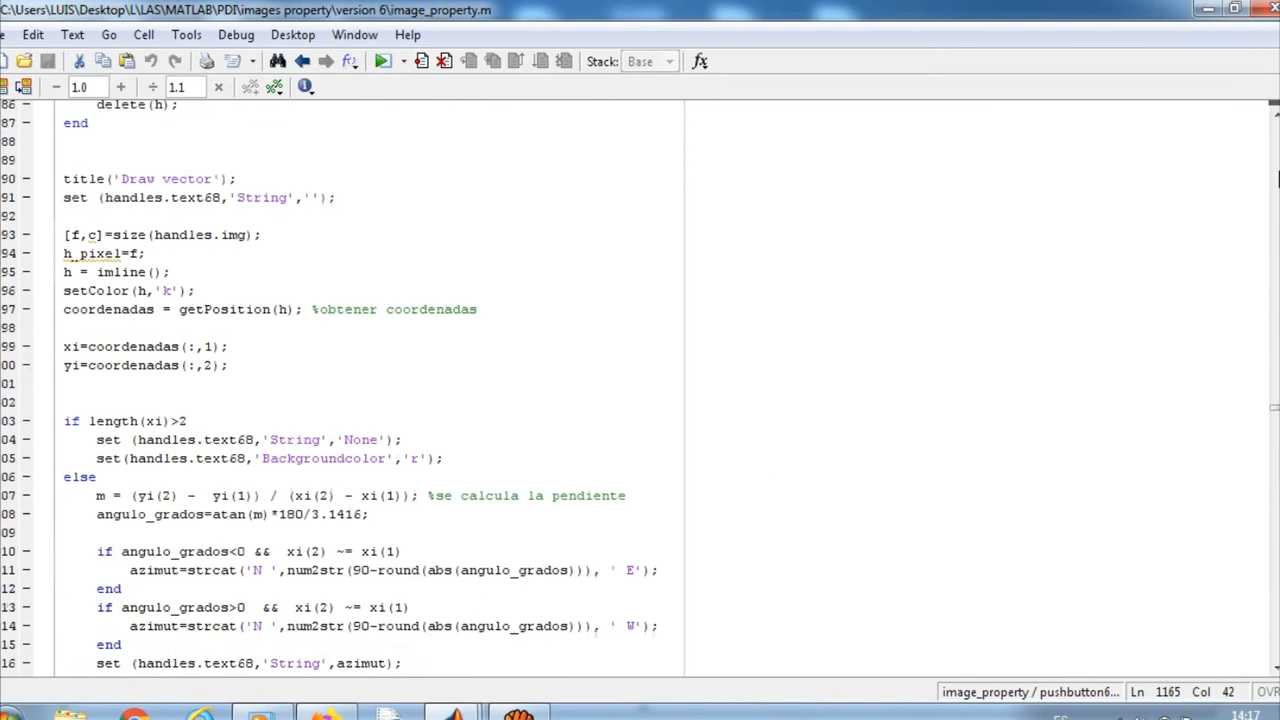 C:\Users\LUIS\Desktop\L\LAS\MATLAB\PDI\images property\version 6\image_property.m
Edit Text Go Cell Tools Debug Desktop Window Help
Stack: Base fx
− 1.0 + ÷ 1.1 ×
86 − delete(h);
87 − end
88
89
90 − title('Draw vector');
91 − set (handles.text68,'String','');
92
93 − [f,c]=size(handles.img);
94 − h_pixel=f;
95 − h = imline();
96 − setColor(h,'k');
97 − coordenadas = getPosition(h); %obtener coordenadas
98
99 − xi=coordenadas(:,1);
00 − yi=coordenadas(:,2);
01
02
03 − if length(xi)>2
04 − set (handles.text68,'String','None');
05 − set(handles.text68,'Backgroundcolor','r');
06 − else
07 − m = (yi(2) - yi(1)) / (xi(2) - xi(1)); %se calcula la pendiente
08 − angulo_grados=atan(m)*180/3.1416;
09
10 − if angulo_grados<0 && xi(2) ~= xi(1)
11 − azimut=strcat('N ',num2str(90-round(abs(angulo_grados))), ' E');
12 − end
13 − if angulo_grados>0 && xi(2) ~= xi(1)
14 − azimut=strcat('N ',num2str(90-round(abs(angulo_grados))), ' W');
15 − end
16 − set (handles.text68,'String',azimut);
image_property / pushbutton6... Ln 1165 Col 42 OVR
ES 14:17